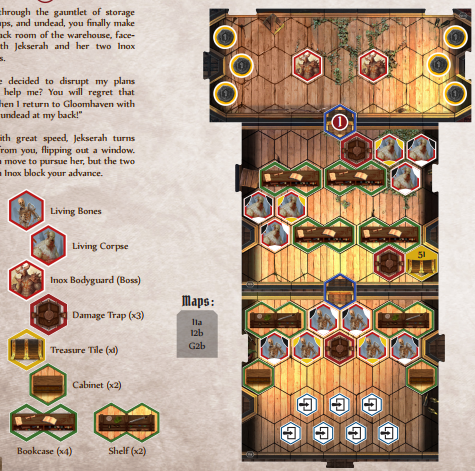 through the gauntlet of storage
ups, and undead, you finally make
ack room of the warehouse, face-
th Jekserah and her two Inox
s.
e decided to disrupt my plans
help me? You will regret that
hen I return to Gloomhaven with
undead at my back!"
ith great speed, Jekserah turns
from you, flipping out a window.
move to pursue her, but the two
Inox block your advance.
Living Bones
Living Corpse
Inox Bodyguard (Boss)
Damage Trap (x3)
Treasure Tile (x1)
Cabinet (x2)
Bookcase (x4)
Shelf (x2)
Maps:
I1a
I2b
G2b
1
51